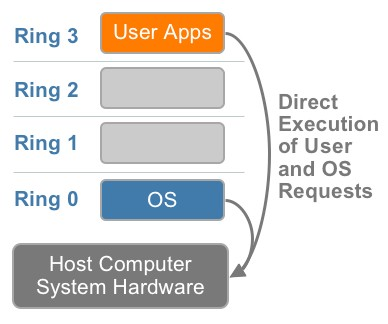 Ring 3
User Apps
Ring 2
Ring 1
Ring 0
OS
Direct
Execution
of User
and OS
Requests
Host Computer
System Hardware